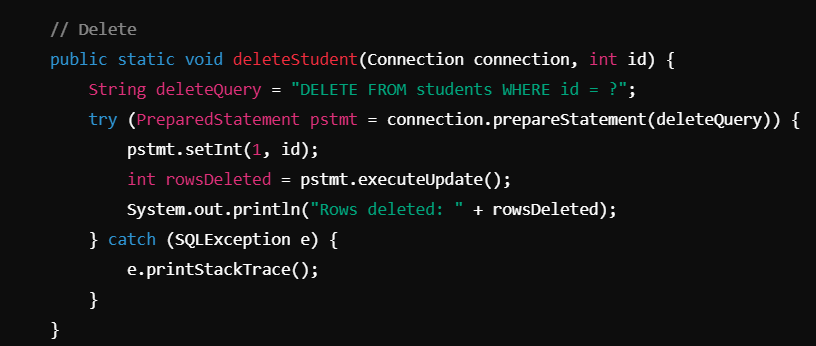 // Delete
public static void deleteStudent(Connection connection, int id) {
    String deleteQuery = "DELETE FROM students WHERE id = ?";
    try (PreparedStatement pstmt = connection.prepareStatement(deleteQuery)) {
        pstmt.setInt(1, id);
        int rowsDeleted = pstmt.executeUpdate();
        System.out.println("Rows deleted: " + rowsDeleted);
    } catch (SQLException e) {
        e.printStackTrace();
    }
}